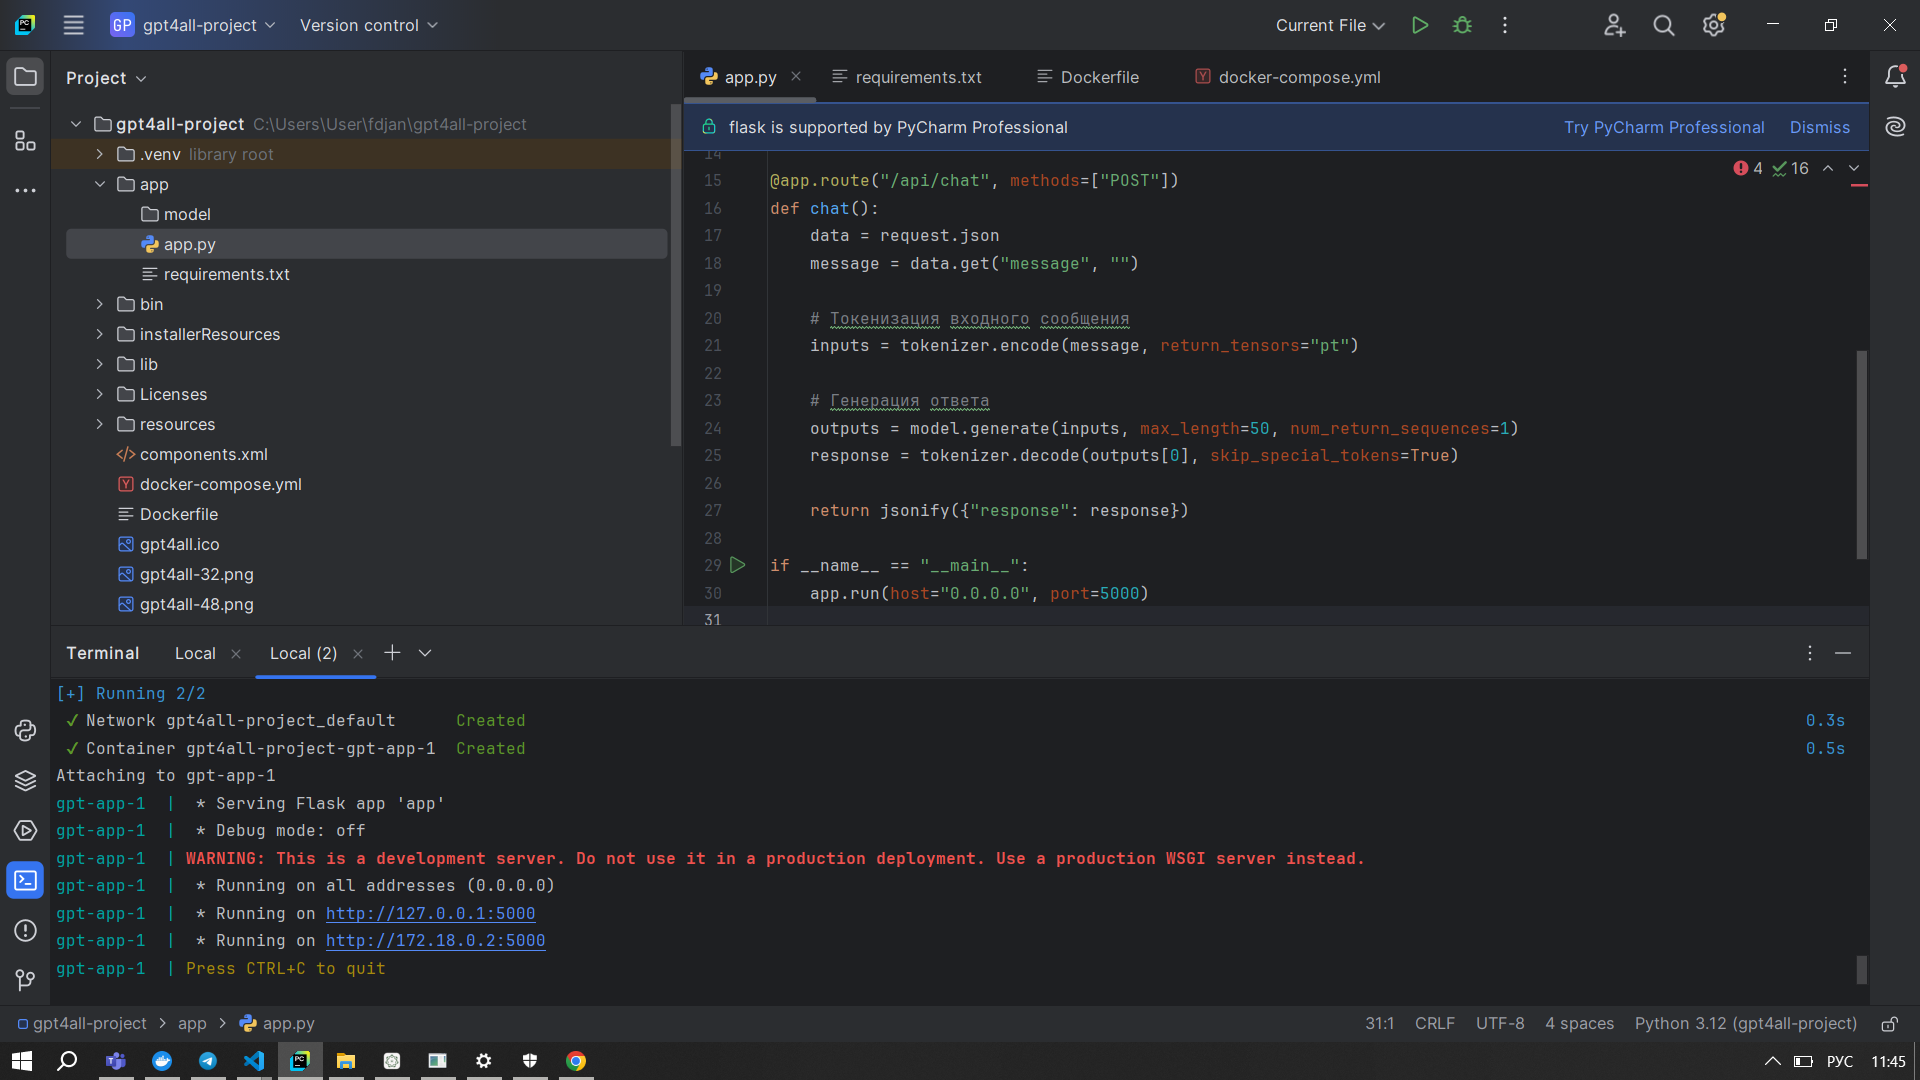 GP gpt4all-project Version control Current File
Project
gpt4all-project C:\Users\User\fdjan\gpt4all-project
.venv library root
app
model
app.py
requirements.txt
bin
installerResources
lib
Licenses
resources
components.xml
docker-compose.yml
Dockerfile
gpt4all.ico
gpt4all-32.png
gpt4all-48.png
app.py requirements.txt Dockerfile docker-compose.yml
flask is supported by PyCharm Professional Try PyCharm Professional Dismiss
4 16
14
15 @app.route("/api/chat", methods=["POST"])
16 def chat():
17 data = request.json
18 message = data.get("message", "")
19
20 # Токенизация входного сообщения
21 inputs = tokenizer.encode(message, return_tensors="pt")
22
23 # Генерация ответа
24 outputs = model.generate(inputs, max_length=50, num_return_sequences=1)
25 response = tokenizer.decode(outputs[0], skip_special_tokens=True)
26
27 return jsonify({"response": response})
28
29 if __name__ == "__main__":
30 app.run(host="0.0.0.0", port=5000)
31
Terminal Local Local (2)
[+] Running 2/2
✓ Network gpt4all-project_default Created 0.3s
✓ Container gpt4all-project-gpt-app-1 Created 0.5s
Attaching to gpt-app-1
gpt-app-1 | * Serving Flask app 'app'
gpt-app-1 | * Debug mode: off
gpt-app-1 | WARNING: This is a development server. Do not use it in a production deployment. Use a production WSGI server instead.
gpt-app-1 | * Running on all addresses (0.0.0.0)
gpt-app-1 | * Running on http://127.0.0.1:5000
gpt-app-1 | * Running on http://172.18.0.2:5000
gpt-app-1 | Press CTRL+C to quit
gpt4all-project > app > app.py 31:1 CRLF UTF-8 4 spaces Python 3.12 (gpt4all-project)
РУС 11:45